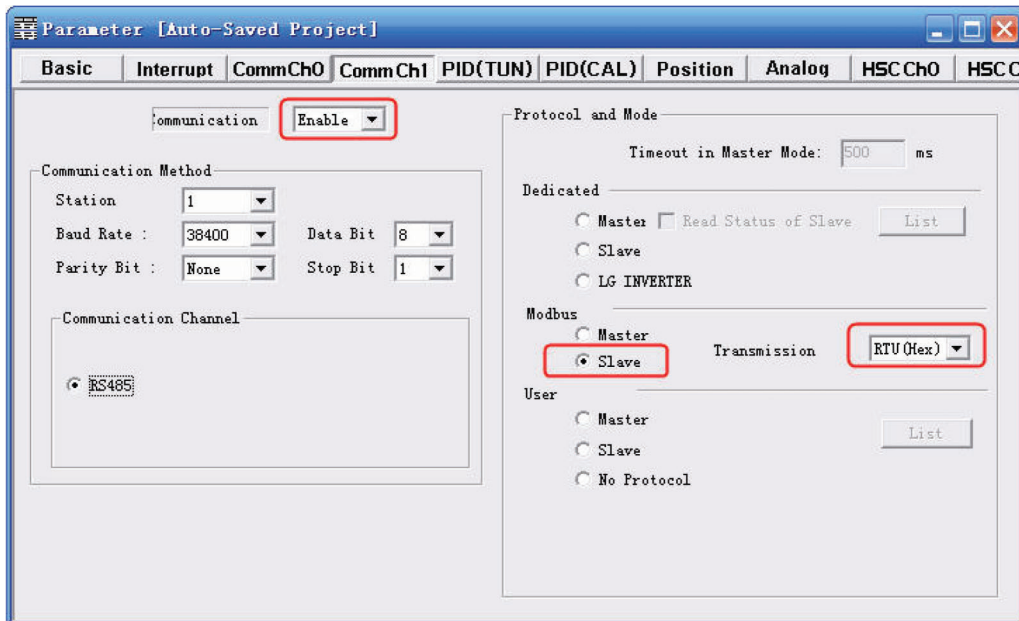 Parameter [Auto-Saved Project]
Basic Interrupt CommCh0 CommCh1 PID(TUN) PID(CAL) Position Analog HSCCh0 HSCC
ommunication Enable
Communication Method
Station 1
Baud Rate : 38400 Data Bit 8
Parity Bit : None Stop Bit 1
Communication Channel
RS485
Protocol and Mode
Timeout in Master Mode: 500 ms
Dedicated
Master Read Status of Slave List
Slave
LG INVERTER
Modbus
Master
Slave Transmission RTU(Hex)
User
Master
List
Slave
No Protocol